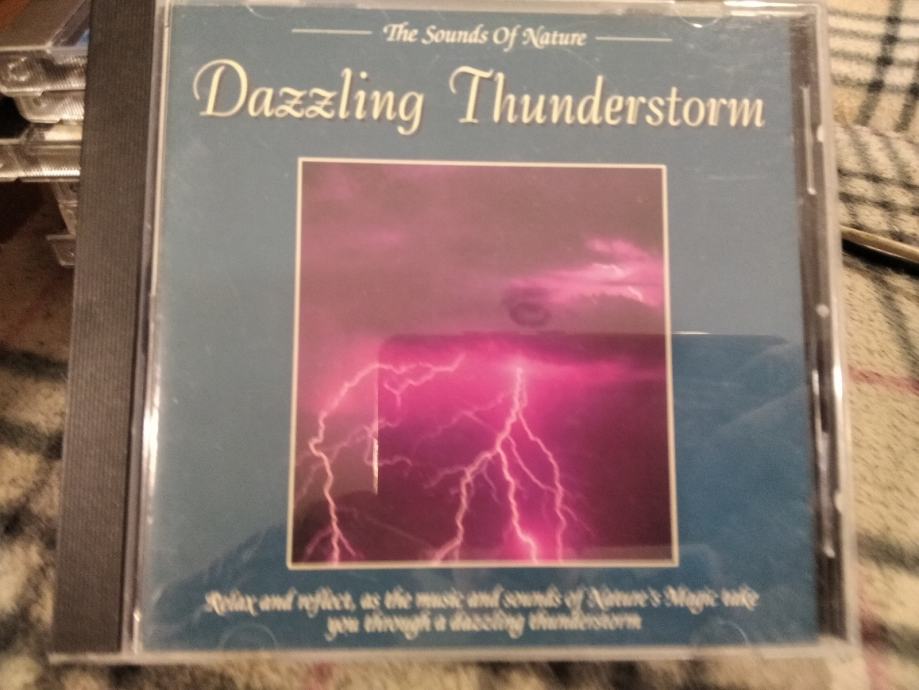 The Sounds Of Nature
Dazzling Thunderstorm
Relax and reflect, as the music and sounds of Nature's Magic take
you through a dazzling thunderstorm